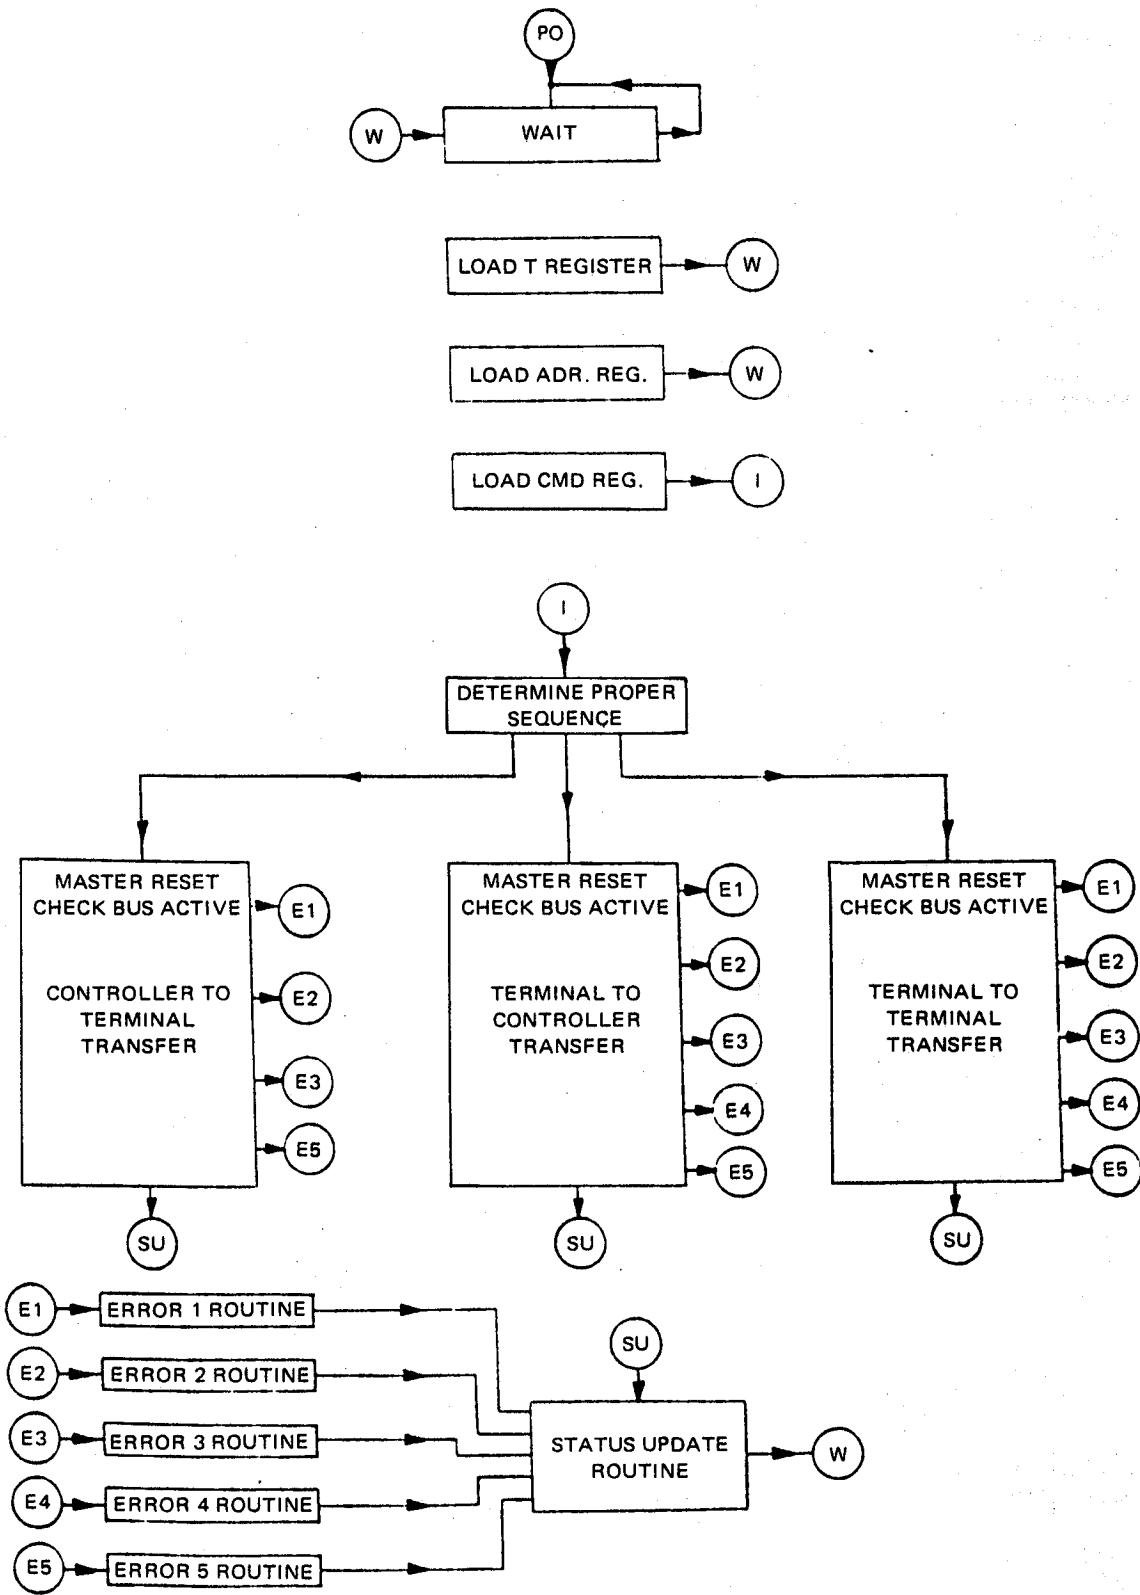 PO
W
WAIT
LOAD T REGISTER
W
LOAD ADR. REG.
W
LOAD CMD REG.
I
I
DETERMINE PROPER
SEQUENCE
MASTER RESET
CHECK BUS ACTIVE
CONTROLLER TO
TERMINAL
TRANSFER
E1
E2
E3
E5
SU
MASTER RESET
CHECK BUS ACTIVE
TERMINAL TO
CONTROLLER
TRANSFER
E1
E2
E3
E4
E5
SU
MASTER RESET
CHECK BUS ACTIVE
TERMINAL TO
TERMINAL
TRANSFER
E1
E2
E3
E4
E5
SU
E1
ERROR 1 ROUTINE
E2
ERROR 2 ROUTINE
E3
ERROR 3 ROUTINE
E4
ERROR 4 ROUTINE
E5
ERROR 5 ROUTINE
SU
STATUS UPDATE
ROUTINE
W